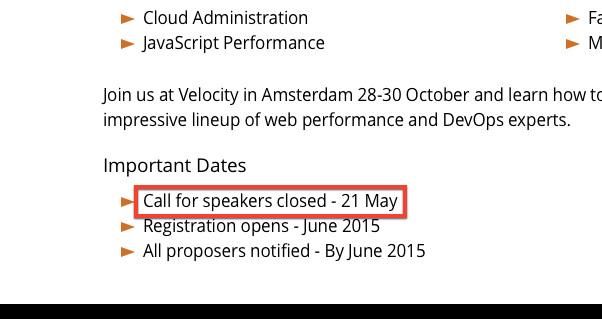 Cloud Administration
JavaScript Performance
Join us at Velocity in Amsterdam 28-30 October and learn how to
impressive lineup of web performance and DevOps experts.
Important Dates
Call for speakers closed - 21 May
Registration opens - June 2015
All proposers notified - By June 2015